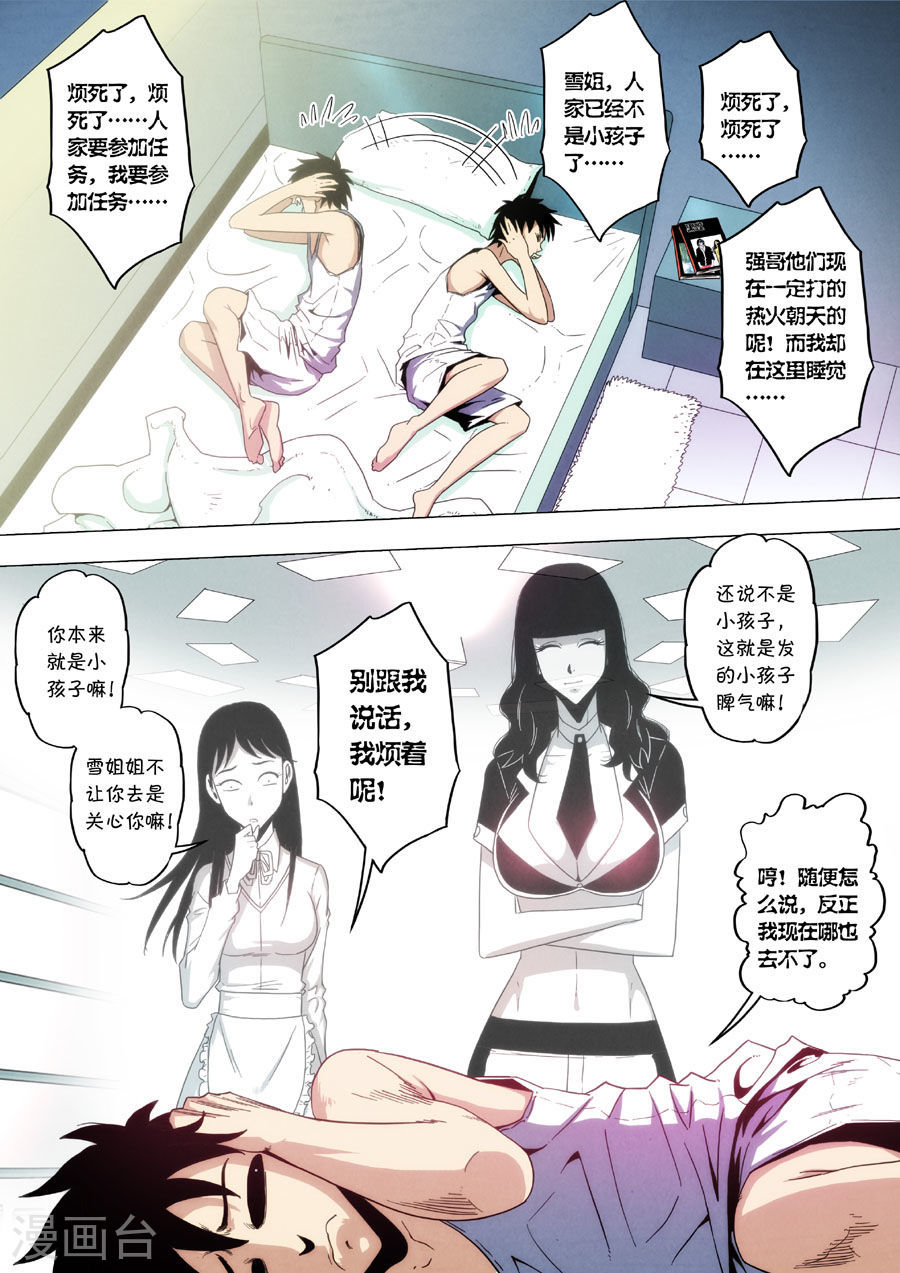 烦死了，烦
死了……人
家要参加任
务，我要参
加任务……
雪姐，人
家已经不
是小孩子
了……
烦死了，
烦死了……
强哥他们现
在一定打的
热火朝天的
呢！而我却
在这里睡觉
……
你本来
就是小
孩子嘛！
雪姐姐不
让你去是
关心你嘛！
别跟我
说话，
我烦着
呢！
还说不是
小孩子，
这就是发
的小孩子
脾气嘛！
哼！随便怎
么说，反正
我现在哪也
去不了。
漫画台